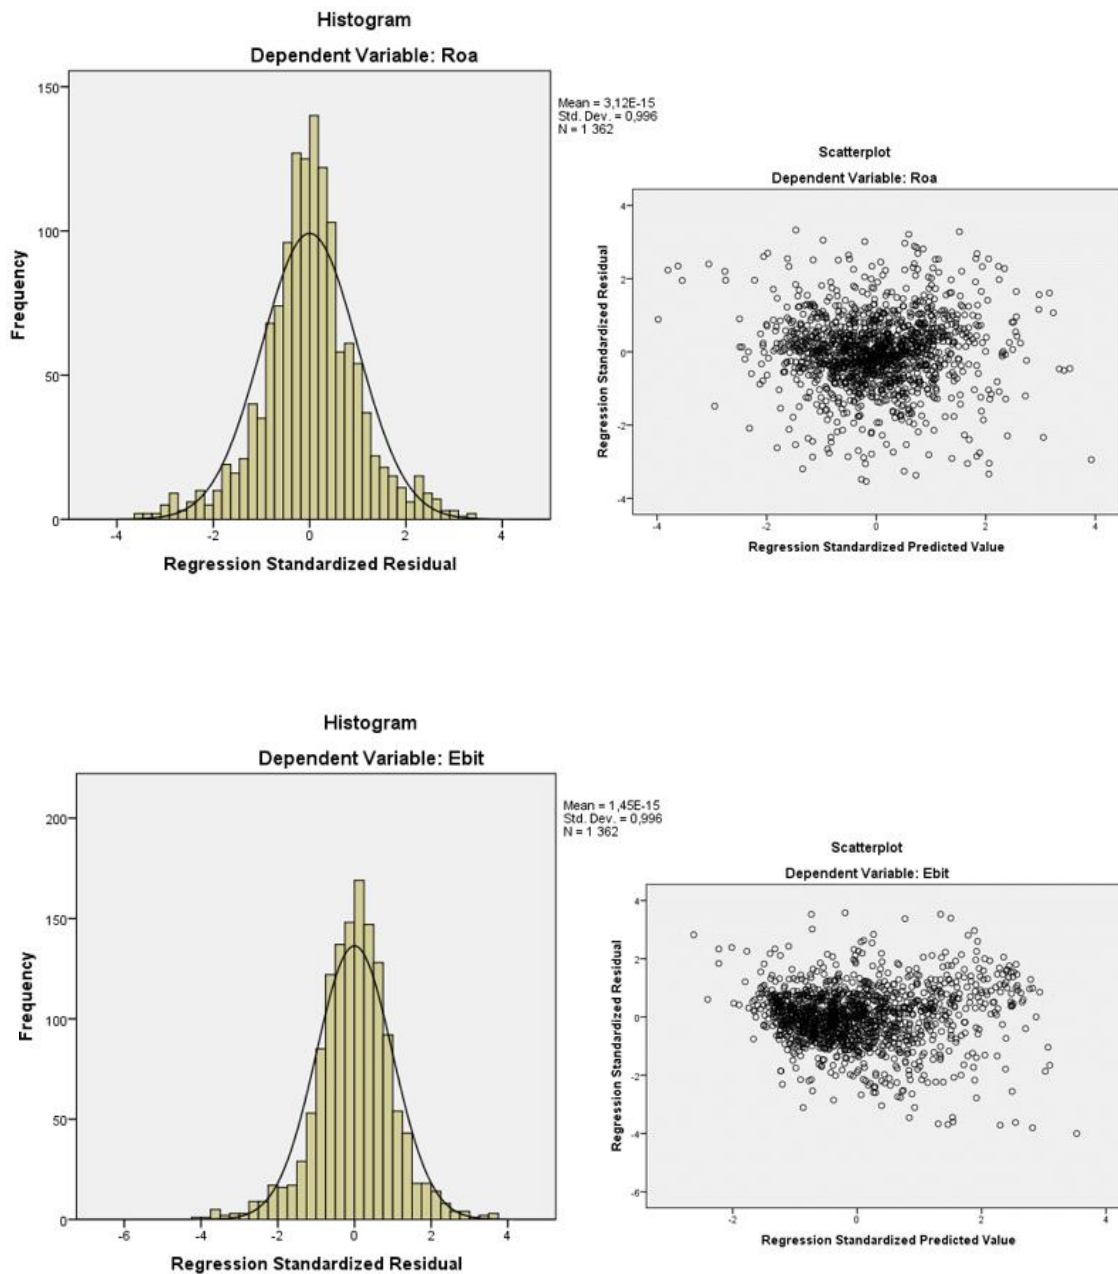 Histogram
Dependent Variable: Roa
Mean = 3,12E-15
Std. Dev. = 0,996
N = 1 362
150
100
50
0
Frequency
-4
-2
0
2
4
Regression Standardized Residual
Scatterplot
Dependent Variable: Roa
4
2
0
-2
-4
Regression Standardized Residual
-4
-2
0
2
4
Regression Standardized Predicted Value
Histogram
Dependent Variable: Ebit
Mean = 1,45E-15
Std. Dev. = 0,996
N = 1 362
200
150
100
50
0
Frequency
-6
-4
-2
0
2
4
Regression Standardized Residual
Scatterplot
Dependent Variable: Ebit
4
2
0
-2
-4
-6
Regression Standardized Residual
-2
0
2
4
Regression Standardized Predicted Value